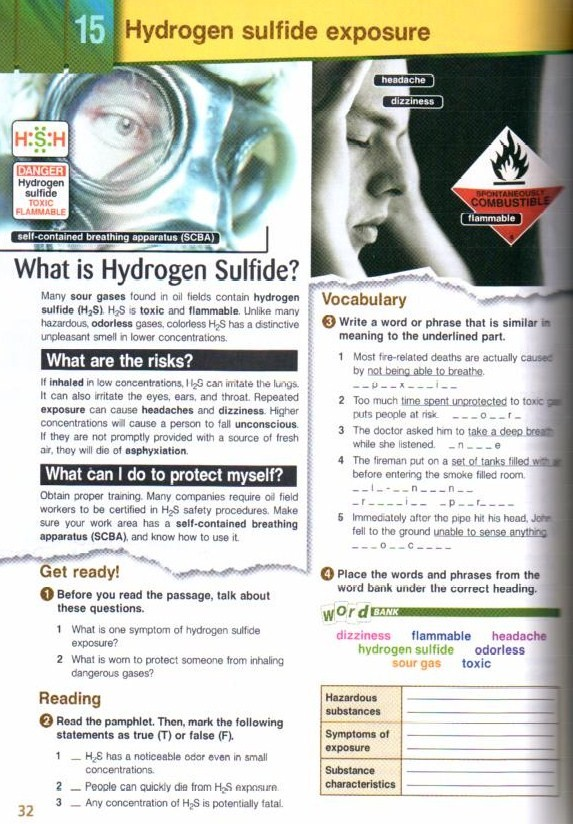 15 Hydrogen sulfide exposure
H:S:H
DANGER
Hydrogen
sulfide
TOXIC
FLAMMABLE
self-contained breathing apparatus (SCBA)
headache
dizziness
SPONTANEOUSLY
COMBUSTIBLE
flammable
What is Hydrogen Sulfide?
Many sour gases found in oil fields contain hydrogen
sulfide (H₂S). H₂S is toxic and flammable. Unlike many
hazardous, odorless gases, colorless H₂S has a distinctive
unpleasant smell in lower concentrations.
What are the risks?
If inhaled in low concentrations, H₂S can irritate the lungs.
It can also irritate the eyes, ears, and throat. Repeated
exposure can cause headaches and dizziness. Higher
concentrations will cause a person to fall unconscious.
If they are not promptly provided with a source of fresh
air, they will die of asphyxiation.
What can I do to protect myself?
Obtain proper training. Many companies require oil field
workers to be certified in H₂S safety procedures. Make
sure your work area has a self-contained breathing
apparatus (SCBA), and know how to use it.
Get ready!
1 Before you read the passage, talk about
these questions.
1 What is one symptom of hydrogen sulfide
exposure?
2 What is worn to protect someone from inhaling
dangerous gases?
Reading
2 Read the pamphlet. Then, mark the following
statements as true (T) or false (F).
1 _ H₂S has a noticeable odor even in small
concentrations.
2 _ People can quickly die from H₂S exposure.
3 _ Any concentration of H₂S is potentially fatal.
32
Vocabulary
3 Write a word or phrase that is similar in
meaning to the underlined part.
1 Most fire-related deaths are actually caused
by not being able to breathe.
_ _ p _ _ x _ _ _ i _ _
2 Too much time spent unprotected to toxic
puts people at risk. _ _ _ o _ _ r _
3 The doctor asked him to take a deep breath
while she listened. _ n _ _ _ e
4 The fireman put on a set of tanks filled with
before entering the smoke filled room.
_ _ l _ - _ _ n _ _ _ n _ _
_ r _ _ _ _ i _ _ _ p _ _ r _ _ _ _
5 Immediately after the pipe hit his head, John
fell to the ground unable to sense anything
_ _ _ o _ _ c _ _ _ _
4 Place the words and phrases from the
word bank under the correct heading.
Word BANK
dizziness flammable headache
hydrogen sulfide odorless
sour gas toxic
Hazardous
substances
Symptoms of
exposure
Substance
characteristics